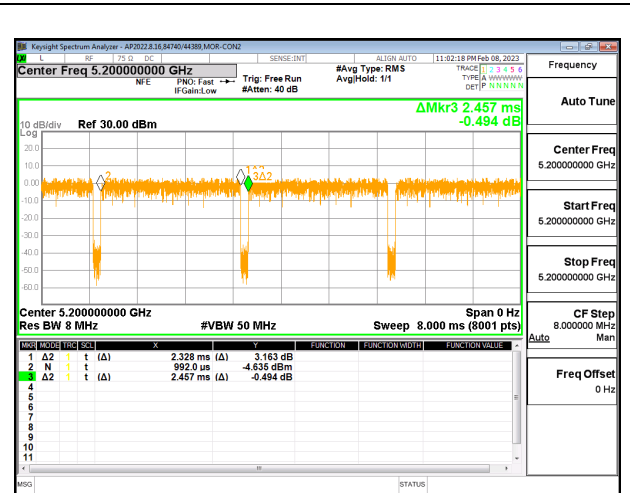 Keysight Spectrum Analyzer - AP2022.8.16,84740/44389,MOR-CON2
LXI RF 75 Ω DC SENSE:INT ALIGN AUTO 11:02:18 PM Feb 08, 2023
Center Freq 5.200000000 GHz
NFE PNO: Fast IFGain:Low
Trig: Free Run
#Atten: 40 dB
#Avg Type: RMS
Avg|Hold: 1/1
TRACE 1 2 3 4 5 6
TYPE A WWWWW
DET P N N N N N
Frequency
Auto Tune
ΔMkr3 2.457 ms
-0.494 dB
10 dB/div Ref 30.00 dBm
Log
20.0
10.0
0.00
-10.0
-20.0
-30.0
-40.0
-50.0
-60.0
2
1Δ2
3Δ2
Center Freq
5.200000000 GHz
Start Freq
5.200000000 GHz
Stop Freq
5.200000000 GHz
CF Step
8.000000 MHz
Auto Man
Freq Offset
0 Hz
Center 5.200000000 GHz Span 0 Hz
Res BW 8 MHz #VBW 50 MHz Sweep 8.000 ms (8001 pts)
MKR MODE TRC SCL X Y FUNCTION FUNCTION WIDTH FUNCTION VALUE
1 Δ2 1 t (Δ) 2.328 ms (Δ) 3.163 dB
2 N 1 t 992.0 µs -4.635 dBm
3 Δ2 1 t (Δ) 2.457 ms (Δ) -0.494 dB
4
5
6
7
8
9
10
11
MSG STATUS